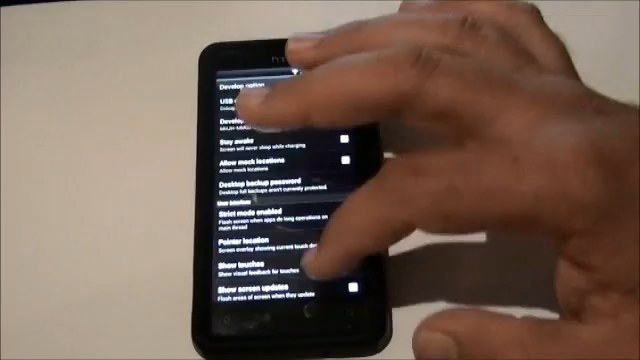 Develop option
USB
Stay awake
Screen will never sleep while charging
Allow mock locations
Allow mock locations
Desktop backup password
Desktop full backups aren't currently protected.
User interface
Strict mode enabled
Flash screen when apps do long operations on
main thread
Pointer location
Screen overlay showing current touch
Show touches
Show visual feedback for touches
Show screen updates
Flash areas of screen when they update